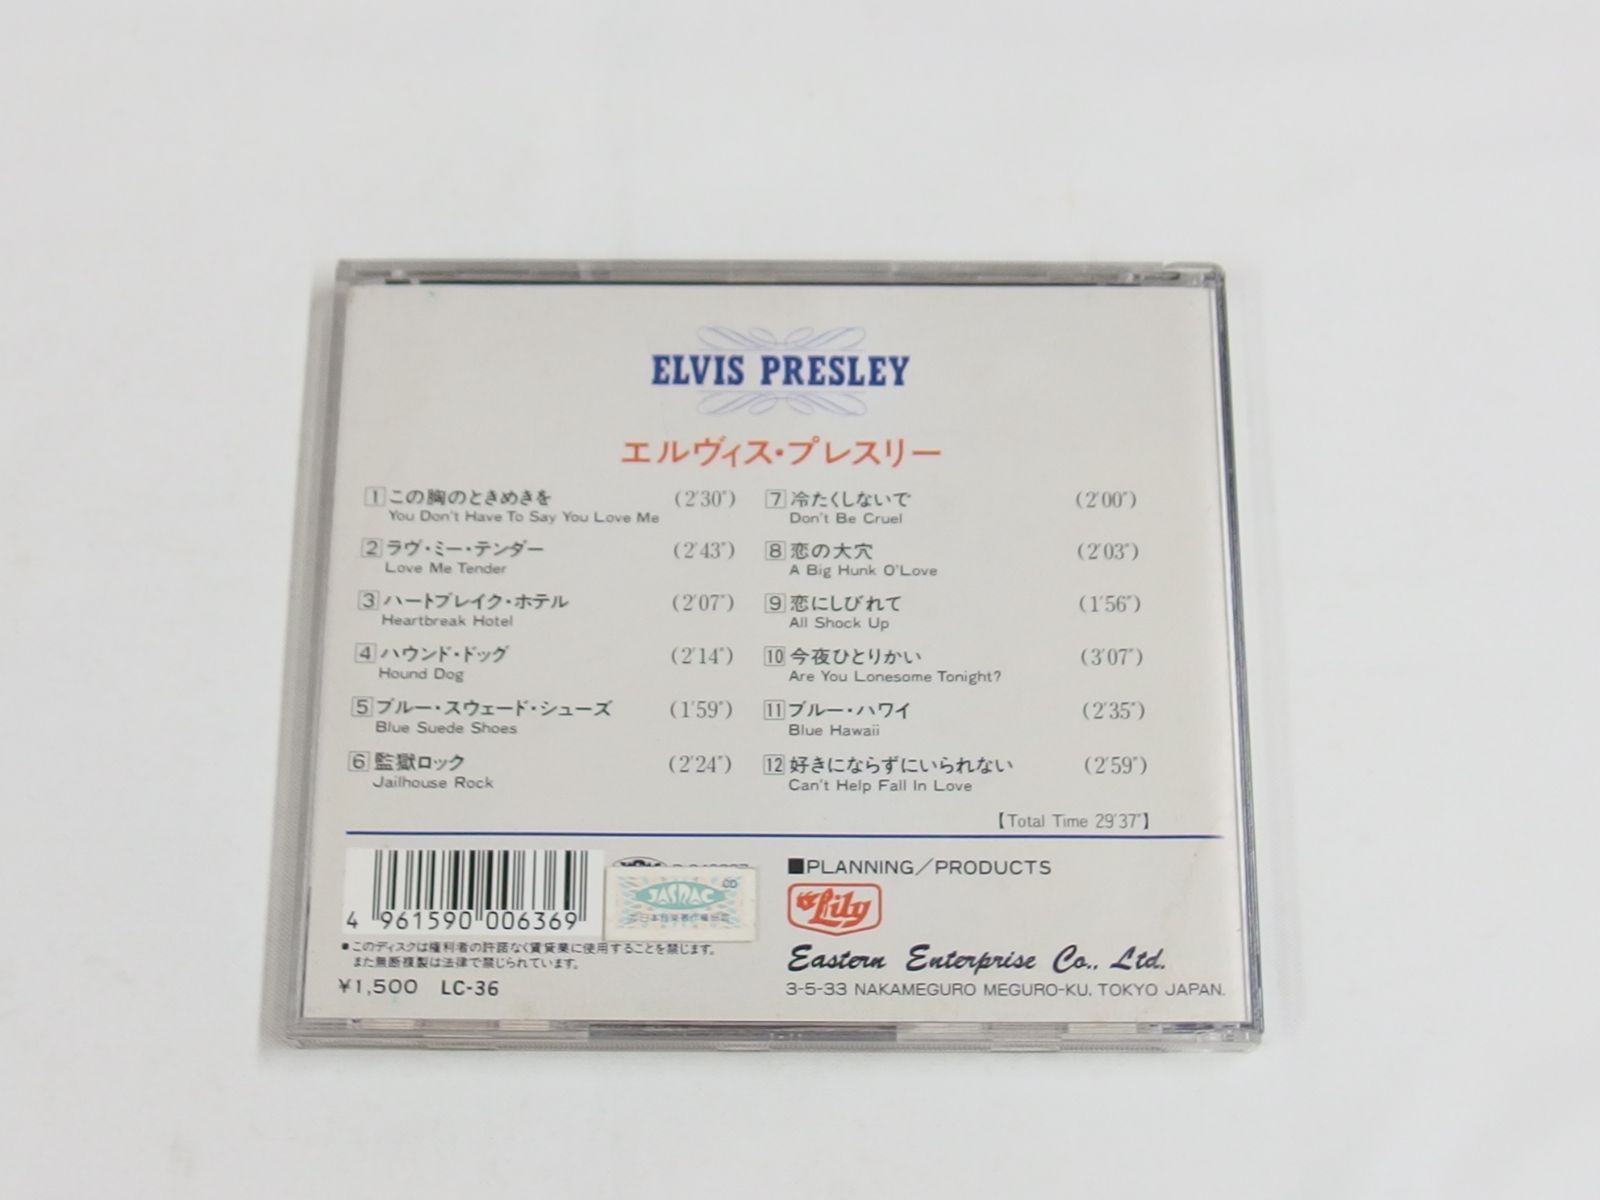 ELVIS PRESLEY
エルヴィス・プレスリー
1 この胸のときめきを (2'30")
You Don't Have To Say You Love Me
2 ラヴ・ミー・テンダー (2'43")
Love Me Tender
3 ハートブレイク・ホテル (2'07")
Heartbreak Hotel
4 ハウンド・ドッグ (2'14")
Hound Dog
5 ブルー・スウェード・シューズ (1'59")
Blue Suede Shoes
6 監獄ロック (2'24")
Jailhouse Rock
7 冷たくしないで (2'00")
Don't Be Cruel
8 恋の大穴 (2'03")
A Big Hunk O'Love
9 恋にしびれて (1'56")
All Shock Up
10 今夜ひとりかい (3'07")
Are You Lonesome Tonight?
11 ブルー・ハワイ (2'35")
Blue Hawaii
12 好きにならずにいられない (2'59")
Can't Help Fall In Love
【Total Time 29'37"】
4 961590 006369
JASRAC CD
日本音楽著作権協会
●このディスクは権利者の許諾なく賃貸業に使用することを禁じます。
また無断複製は法律で禁じられています。
¥1,500 LC-36
■PLANNING/PRODUCTS
Lily
Eastern Enterprise Co., Ltd.
3-5-33 NAKAMEGURO MEGURO-KU, TOKYO JAPAN.